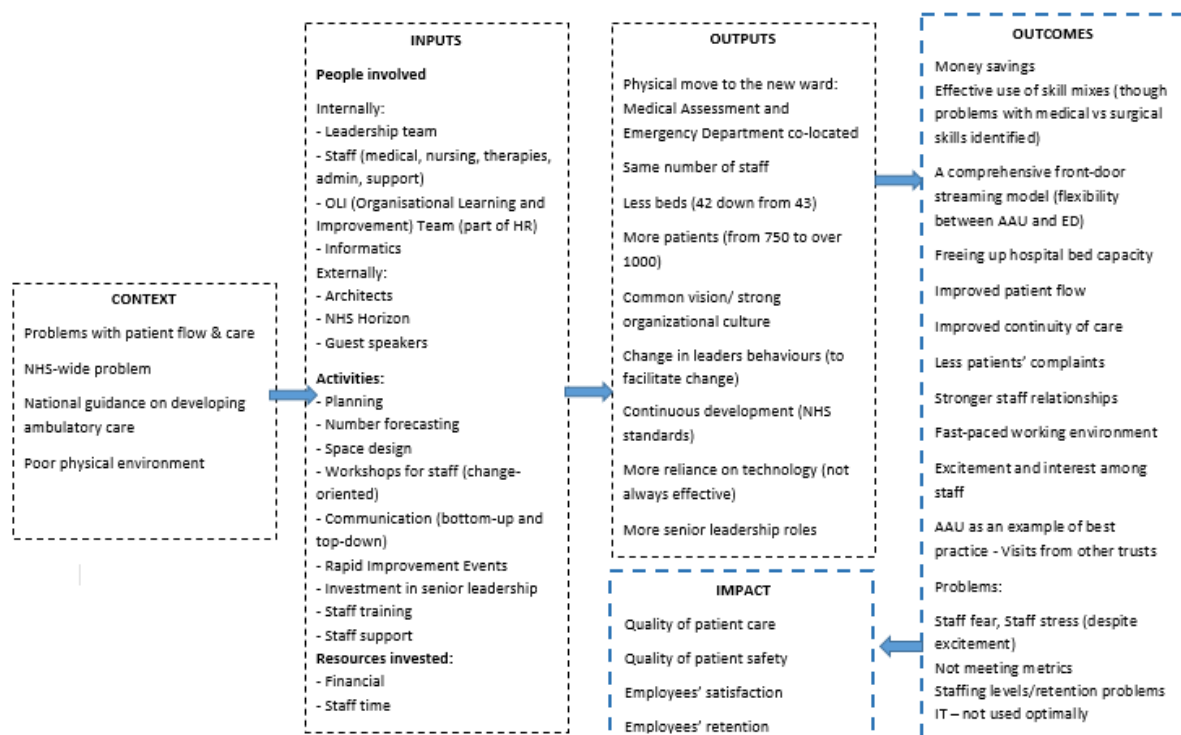 CONTEXT
Problems with patient flow & care
NHS-wide problem
National guidance on developing
ambulatory care
Poor physical environment
INPUTS
People involved
Internally:
- Leadership team
- Staff (medical, nursing, therapies,
admin, support)
- OLI (Organisational Learning and
Improvement) Team (part of HR)
- Informatics
Externally:
- Architects
- NHS Horizon
- Guest speakers
Activities:
- Planning
- Number forecasting
- Space design
- Workshops for staff (change-
oriented)
- Communication (bottom-up and
top-down)
- Rapid Improvement Events
- Investment in senior leadership
- Staff training
- Staff support
Resources invested:
- Financial
- Staff time
OUTPUTS
Physical move to the new ward:
Medical Assessment and
Emergency Department co-located
Same number of staff
Less beds (42 down from 43)
More patients (from 750 to over
1000)
Common vision/ strong
organizational culture
Change in leaders behaviours (to
facilitate change)
Continuous development (NHS
standards)
More reliance on technology (not
always effective)
More senior leadership roles
OUTCOMES
Money savings
Effective use of skill mixes (though
problems with medical vs surgical
skills identified)
A comprehensive front-door
streaming model (flexibility
between AAU and ED)
Freeing up hospital bed capacity
Improved patient flow
Improved continuity of care
Less patients' complaints
Stronger staff relationships
Fast-paced working environment
Excitement and interest among
staff
AAU as an example of best
practice - Visits from other trusts
Problems:
Staff fear, Staff stress (despite
excitement)
Not meeting metrics
Staffing levels/retention problems
IT – not used optimally
IMPACT
Quality of patient care
Quality of patient safety
Employees' satisfaction
Employees' retention